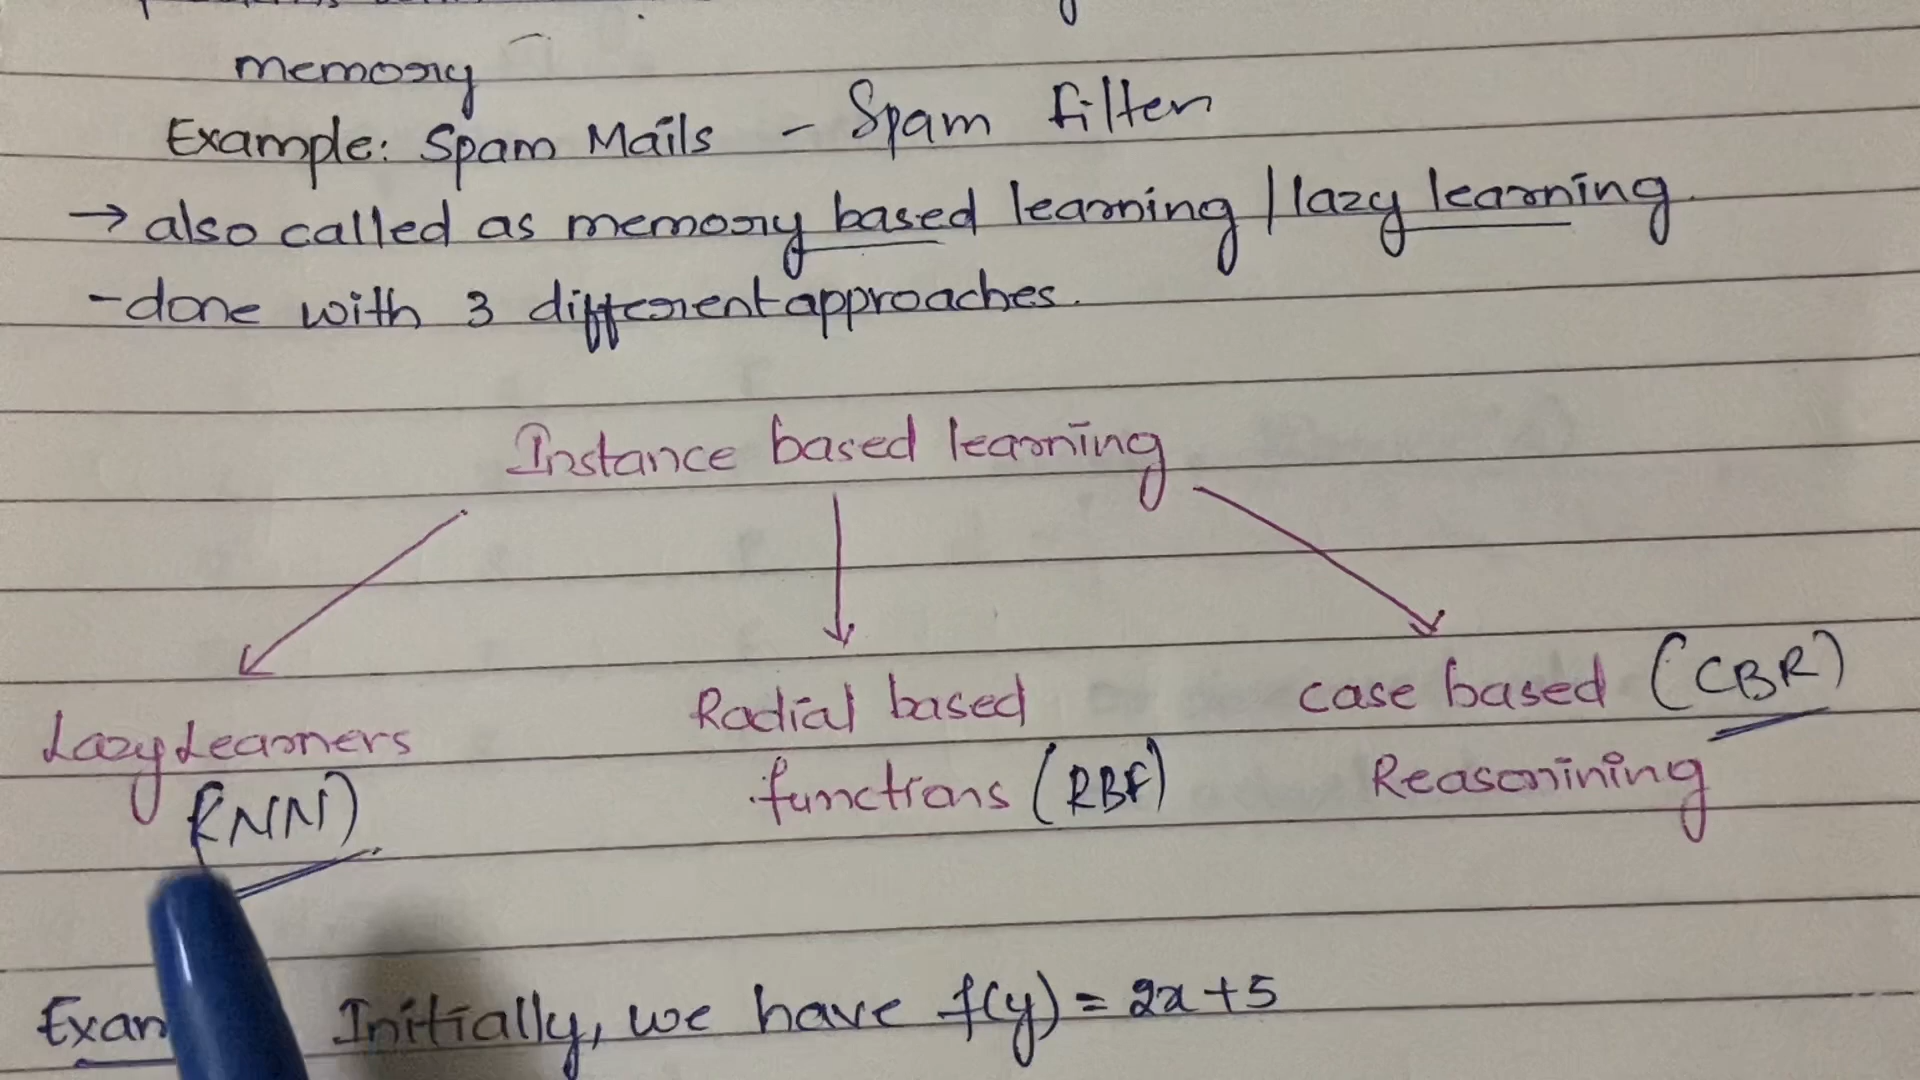 memory
Example: Spam Mails - Spam filter
→ also called as memory based learning / lazy learning
- done with 3 different approaches.
Instance based learning
Lazy Learners
(KNN)
Radial based
functions (RBF)
case based (CBR)
Reasonining
Initially, we have f(y) = 2x+5